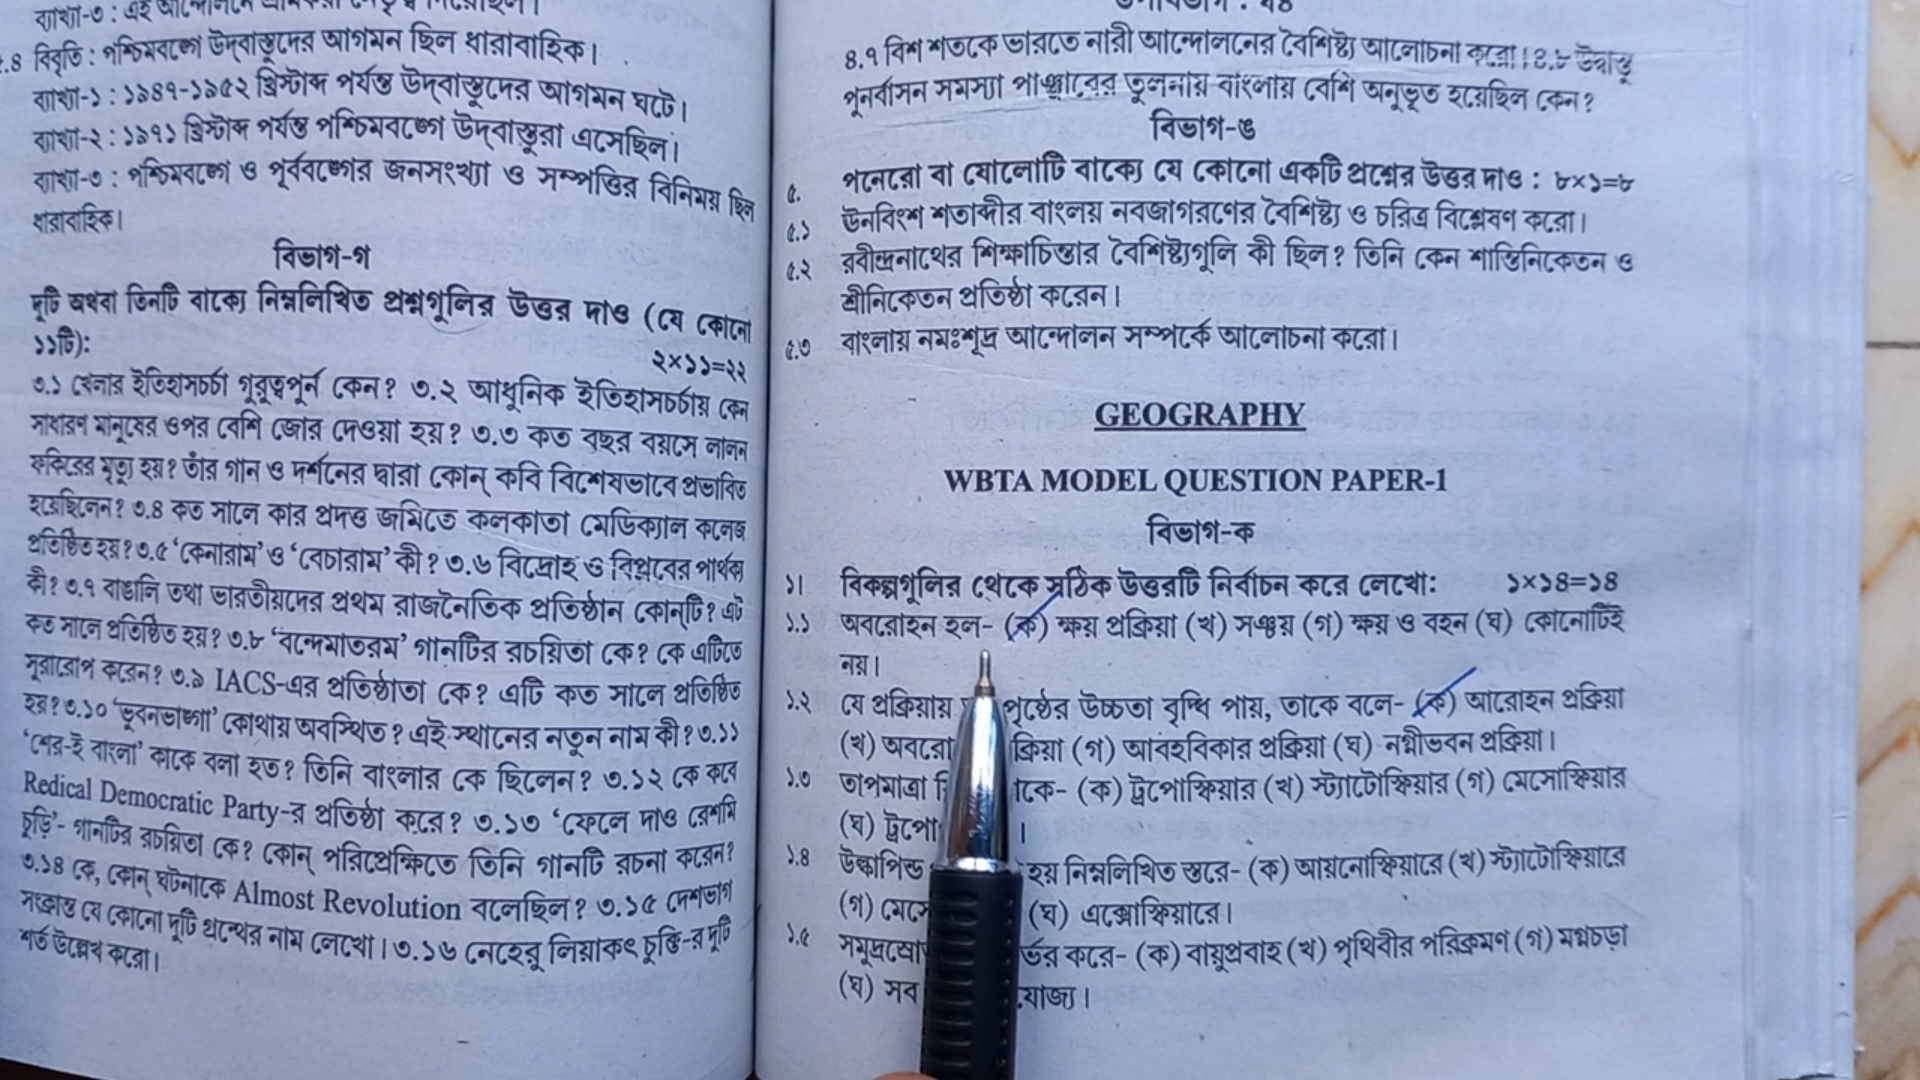 ব্যাখ্যা-৩ : এই আন্দোলনে
.৪ বিবৃতি : পশ্চিমবঙ্গে উদ্‌বাস্তুদের আগমন ছিল ধারাবাহিক।
ব্যাখ্যা-১ : ১৯৪৭-১৯৫২ খ্রিস্টাব্দ পর্যন্ত উদ্‌বাস্তুদের আগমন ঘটে।
ব্যাখ্যা-২ : ১৯৭১ খ্রিস্টাব্দ পর্যন্ত পশ্চিমবঙ্গে উদ্‌বাস্তুরা এসেছিল।
ব্যাখ্যা-৩ : পশ্চিমবঙ্গে ও পূর্ববঙ্গের জনসংখ্যা ও সম্পত্তির বিনিময় ছিল
ধারাবাহিক।
বিভাগ-গ
দুটি অথবা তিনটি বাক্যে নিম্নলিখিত প্রশ্নগুলির উত্তর দাও (যে কোনো
১১টি):
২×১১=২২
৩.১ খেলার ইতিহাসচর্চা গুরুত্বপূর্ন কেন? ৩.২ আধুনিক ইতিহাসচর্চায় কেন
সাধারণ মানুষের ওপর বেশি জোর দেওয়া হয়? ৩.৩ কত বছর বয়সে লালন
ফকিরের মৃত্যু হয়? তাঁর গান ও দর্শনের দ্বারা কোন্ কবি বিশেষভাবে প্রভাবিত
হয়েছিলেন? ৩.৪ কত সালে কার প্রদত্ত জমিতে কলকাতা মেডিক্যাল কলেজ
প্রতিষ্ঠিত হয়? ৩.৫ ‘কেনারাম’ ও ‘বেচারাম’ কী? ৩.৬ বিদ্রোহ ও বিপ্লবের পার্থক্য
কী? ৩.৭ বাঙালি তথা ভারতীয়দের প্রথম রাজনৈতিক প্রতিষ্ঠান কোন্‌টি? এটি
কত সালে প্রতিষ্ঠিত হয়? ৩.৮ ‘বন্দেমাতরম’ গানটির রচয়িতা কে? কে এটিতে
সুরারোপ করেন? ৩.৯ IACS-এর প্রতিষ্ঠাতা কে? এটি কত সালে প্রতিষ্ঠিত
হয়? ৩.১০ ‘ভুবনডাঙ্গা’ কোথায় অবস্থিত? এই স্থানের নতুন নাম কী? ৩.১১
‘শের-ই বাংলা’ কাকে বলা হত? তিনি বাংলার কে ছিলেন? ৩.১২ কে কবে
Redical Democratic Party-র প্রতিষ্ঠা করে? ৩.১৩ ‘ফেলে দাও রেশমি
চুড়ি’- গানটির রচয়িতা কে? কোন্ পরিপ্রেক্ষিতে তিনি গানটি রচনা করেন?
৩.১৪ কে, কোন্ ঘটনাকে Almost Revolution বলেছিল? ৩.১৫ দেশভাগ
সংক্রান্ত যে কোনো দুটি গ্রন্থের নাম লেখো। ৩.১৬ নেহেরু লিয়াকৎ চুক্তি-র দুটি
শর্ত উল্লেখ করো।
৪.৭ বিশ শতকে ভারতে নারী আন্দোলনের বৈশিষ্ট্য আলোচনা করো। ৪.৮ উদ্বাস্তু
পুনর্বাসন সমস্যা পাঞ্জাবের তুলনায় বাংলায় বেশি অনুভূত হয়েছিল কেন?
বিভাগ-ঙ
৫. পনেরো বা ষোলোটি বাক্যে যে কোনো একটি প্রশ্নের উত্তর দাও : ৮×১=৮
৫.১ ঊনবিংশ শতাব্দীর বাংলয় নবজাগরণের বৈশিষ্ট্য ও চরিত্র বিশ্লেষণ করো।
৫.২ রবীন্দ্রনাথের শিক্ষাচিন্তার বৈশিষ্ট্যগুলি কী ছিল? তিনি কেন শান্তিনিকেতন ও
শ্রীনিকেতন প্রতিষ্ঠা করেন।
৫.৩ বাংলায় নমঃশূদ্র আন্দোলন সম্পর্কে আলোচনা করো।
GEOGRAPHY
WBTA MODEL QUESTION PAPER-1
বিভাগ-ক
১। বিকল্পগুলির থেকে সঠিক উত্তরটি নির্বাচন করে লেখো: ১×১৪=১৪
১.১ অবরোহন হল- (ক) ক্ষয় প্রক্রিয়া (খ) সঞ্চয় (গ) ক্ষয় ও বহন (ঘ) কোনোটিই
নয়।
১.২ যে প্রক্রিয়ায় পৃষ্ঠের উচ্চতা বৃদ্ধি পায়, তাকে বলে- (ক) আরোহন প্রক্রিয়া
(খ) অবরো ক্রিয়া (গ) আবহবিকার প্রক্রিয়া (ঘ) নগ্নীভবন প্রক্রিয়া।
১.৩ তাপমাত্রা থাকে- (ক) ট্রপোস্ফিয়ার (খ) স্ট্যাটোস্ফিয়ার (গ) মেসোস্ফিয়ার
(ঘ) ট্রপো ।
১.৪ উল্কাপিন্ড হয় নিম্নলিখিত স্তরে- (ক) আয়নোস্ফিয়ারে (খ) স্ট্যাটোস্ফিয়ারে
(গ) মেসো (ঘ) এক্সোস্ফিয়ারে।
১.৫ সমুদ্রস্রো র্ভর করে- (ক) বায়ুপ্রবাহ (খ) পৃথিবীর পরিক্রমণ (গ) মগ্নচড়া
(ঘ) সব যোজ্য।